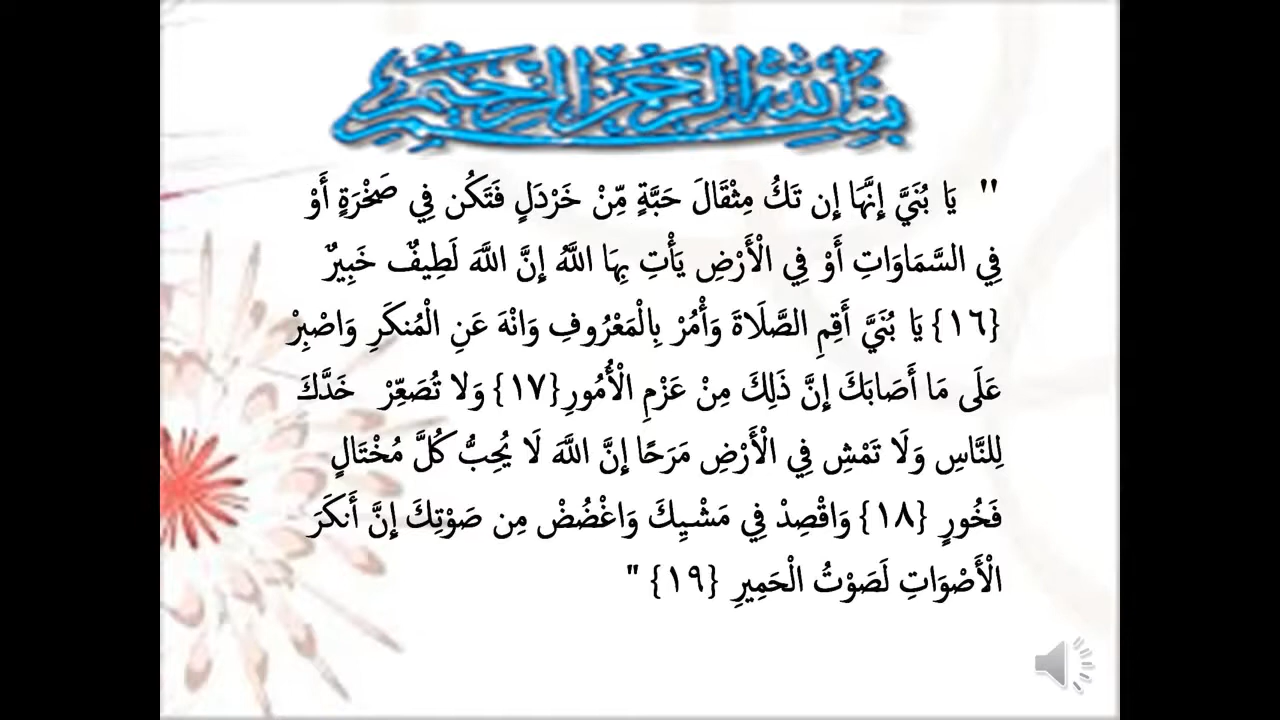 بسم الله الرحمن الرحيم
" يَا بُنَيَّ إِنَّهَا إِن تَكُ مِثْقَالَ حَبَّةٍ مِّنْ خَرْدَلٍ فَتَكُن فِي صَخْرَةٍ أَوْ
فِي السَّمَاوَاتِ أَوْ فِي الْأَرْضِ يَأْتِ بِهَا اللَّهُ إِنَّ اللَّهَ لَطِيفٌ خَبِيرٌ
{١٦} يَا بُنَيَّ أَقِمِ الصَّلَاةَ وَأْمُرْ بِالْمَعْرُوفِ وَانْهَ عَنِ الْمُنكَرِ وَاصْبِرْ
عَلَى مَا أَصَابَكَ إِنَّ ذَلِكَ مِنْ عَزْمِ الْأُمُورِ{١٧} وَلا تُصَعِّرْ خَدَّكَ
لِلنَّاسِ وَلَا تَمْشِ فِي الْأَرْضِ مَرَحًا إِنَّ اللَّهَ لَا يُحِبُّ كُلَّ مُخْتَالٍ
فَخُورٍ {١٨} وَاقْصِدْ فِي مَشْيِكَ وَاغْضُضْ مِن صَوْتِكَ إِنَّ أَنكَرَ
الْأَصْوَاتِ لَصَوْتُ الْحَمِيرِ {١٩} "